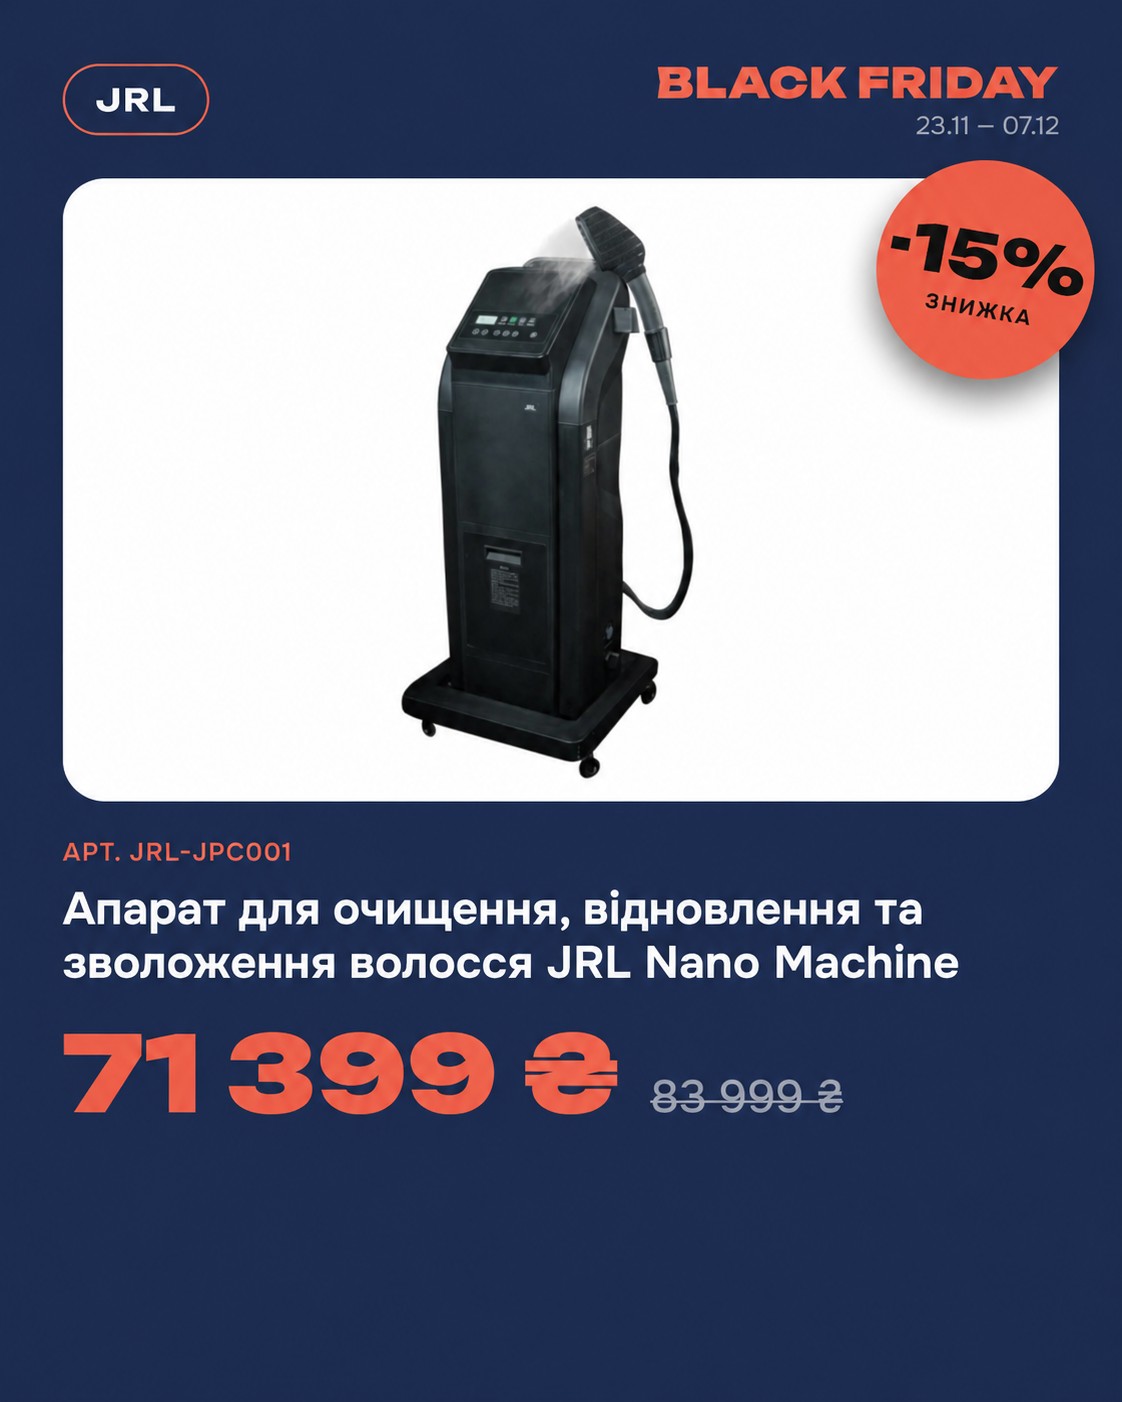 JRL
BLACK FRIDAY
23.11 – 07.12
-15%
ЗНИЖКА
JRL
АРТ. JRL-JPC001
Апарат для очищення, відновлення та
зволоження волосся JRL Nano Machine
71 399 ₴
83 999 ₴